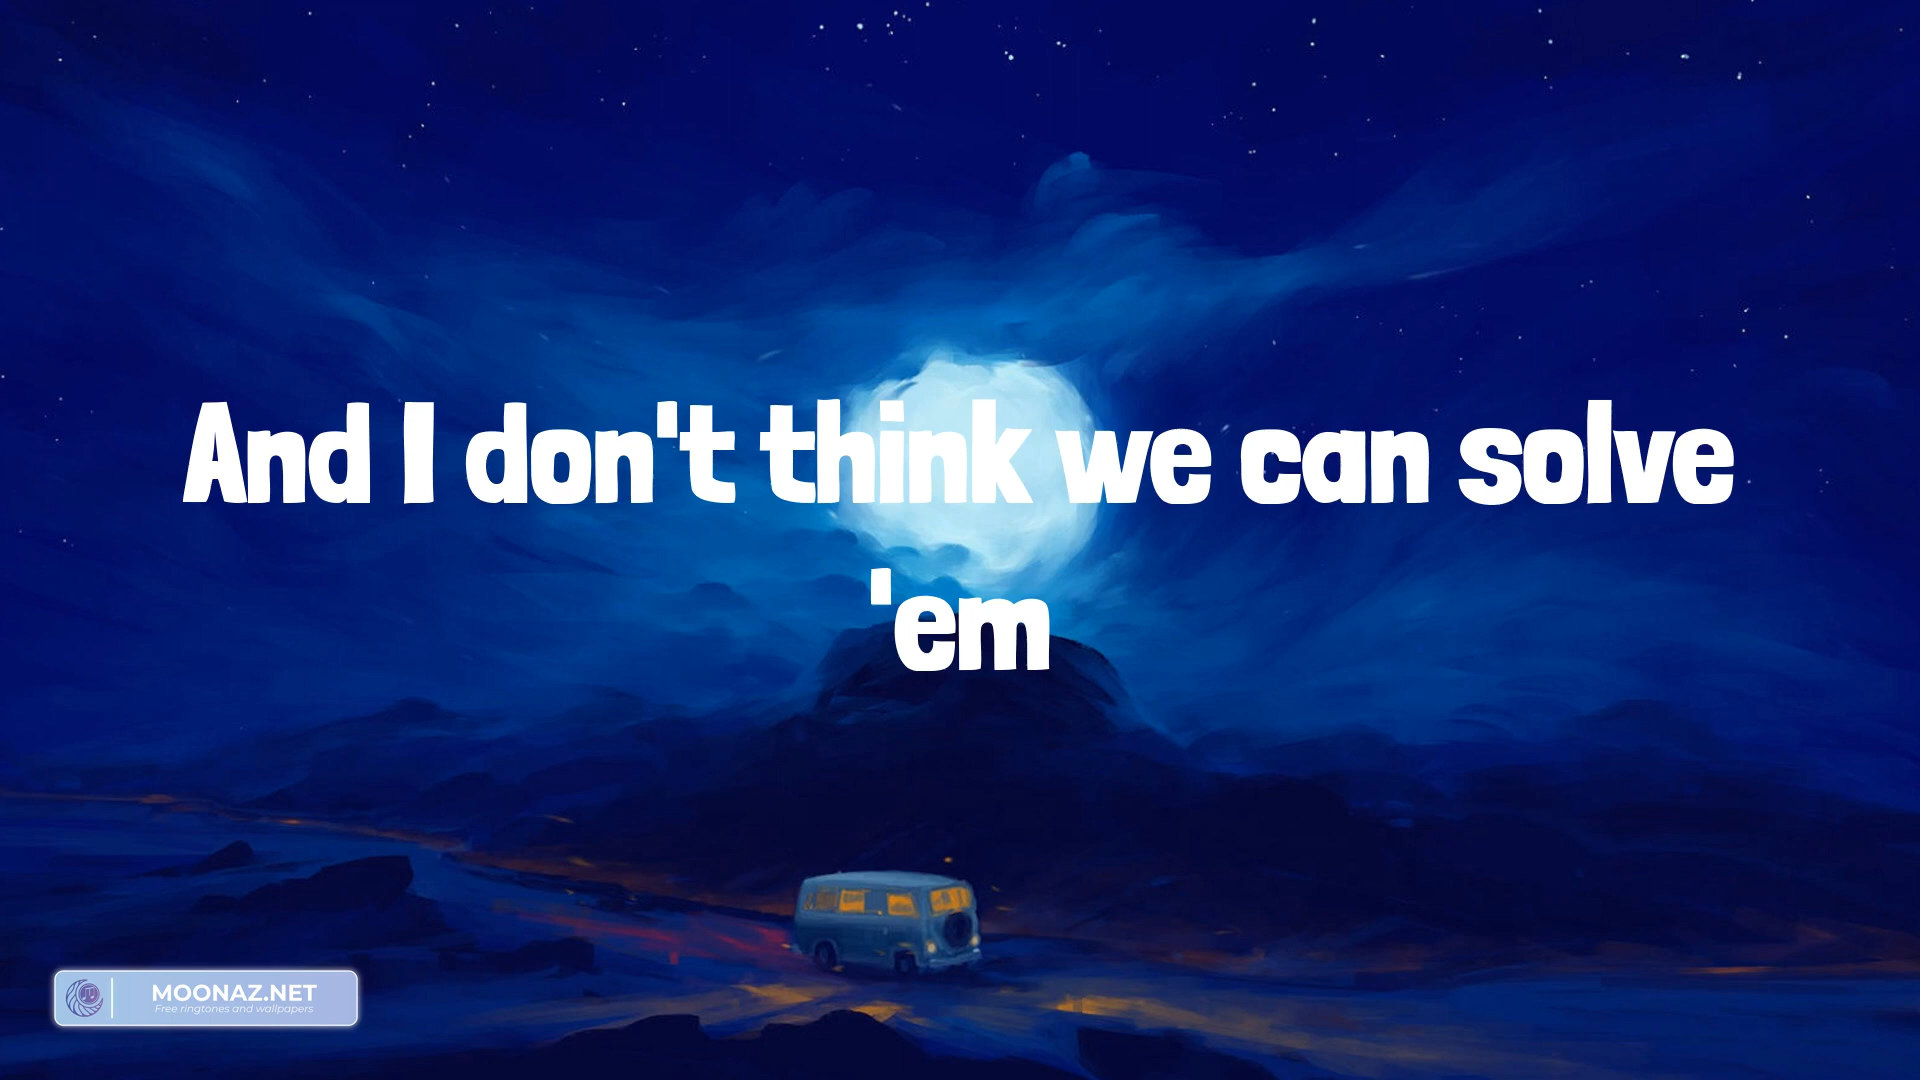 And I don't think we can solve
'em
MOONAZ.NET
Free ringtones and wallpapers